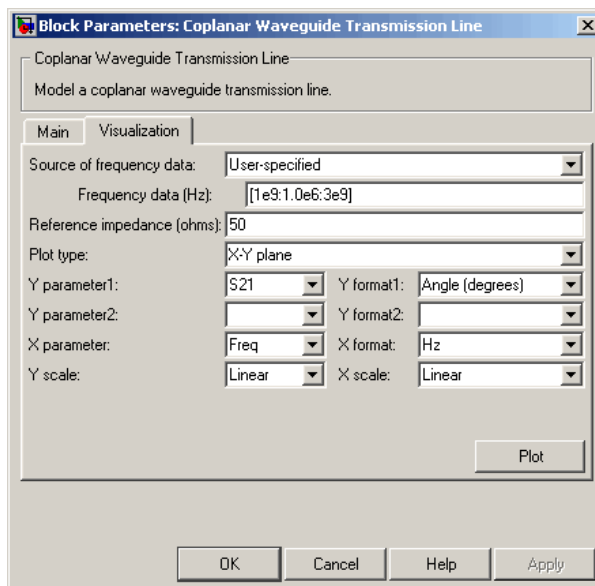 Block Parameters: Coplanar Waveguide Transmission Line
Coplanar Waveguide Transmission Line
Model a coplanar waveguide transmission line.
Main Visualization
Source of frequency data: User-specified
Frequency data (Hz): [1e9:1.0e6:3e9]
Reference impedance (ohms): 50
Plot type: X-Y plane
Y parameter1: S21 Y format1: Angle (degrees)
Y parameter2: Y format2:
X parameter: Freq X format: Hz
Y scale: Linear X scale: Linear
Plot
OK Cancel Help Apply